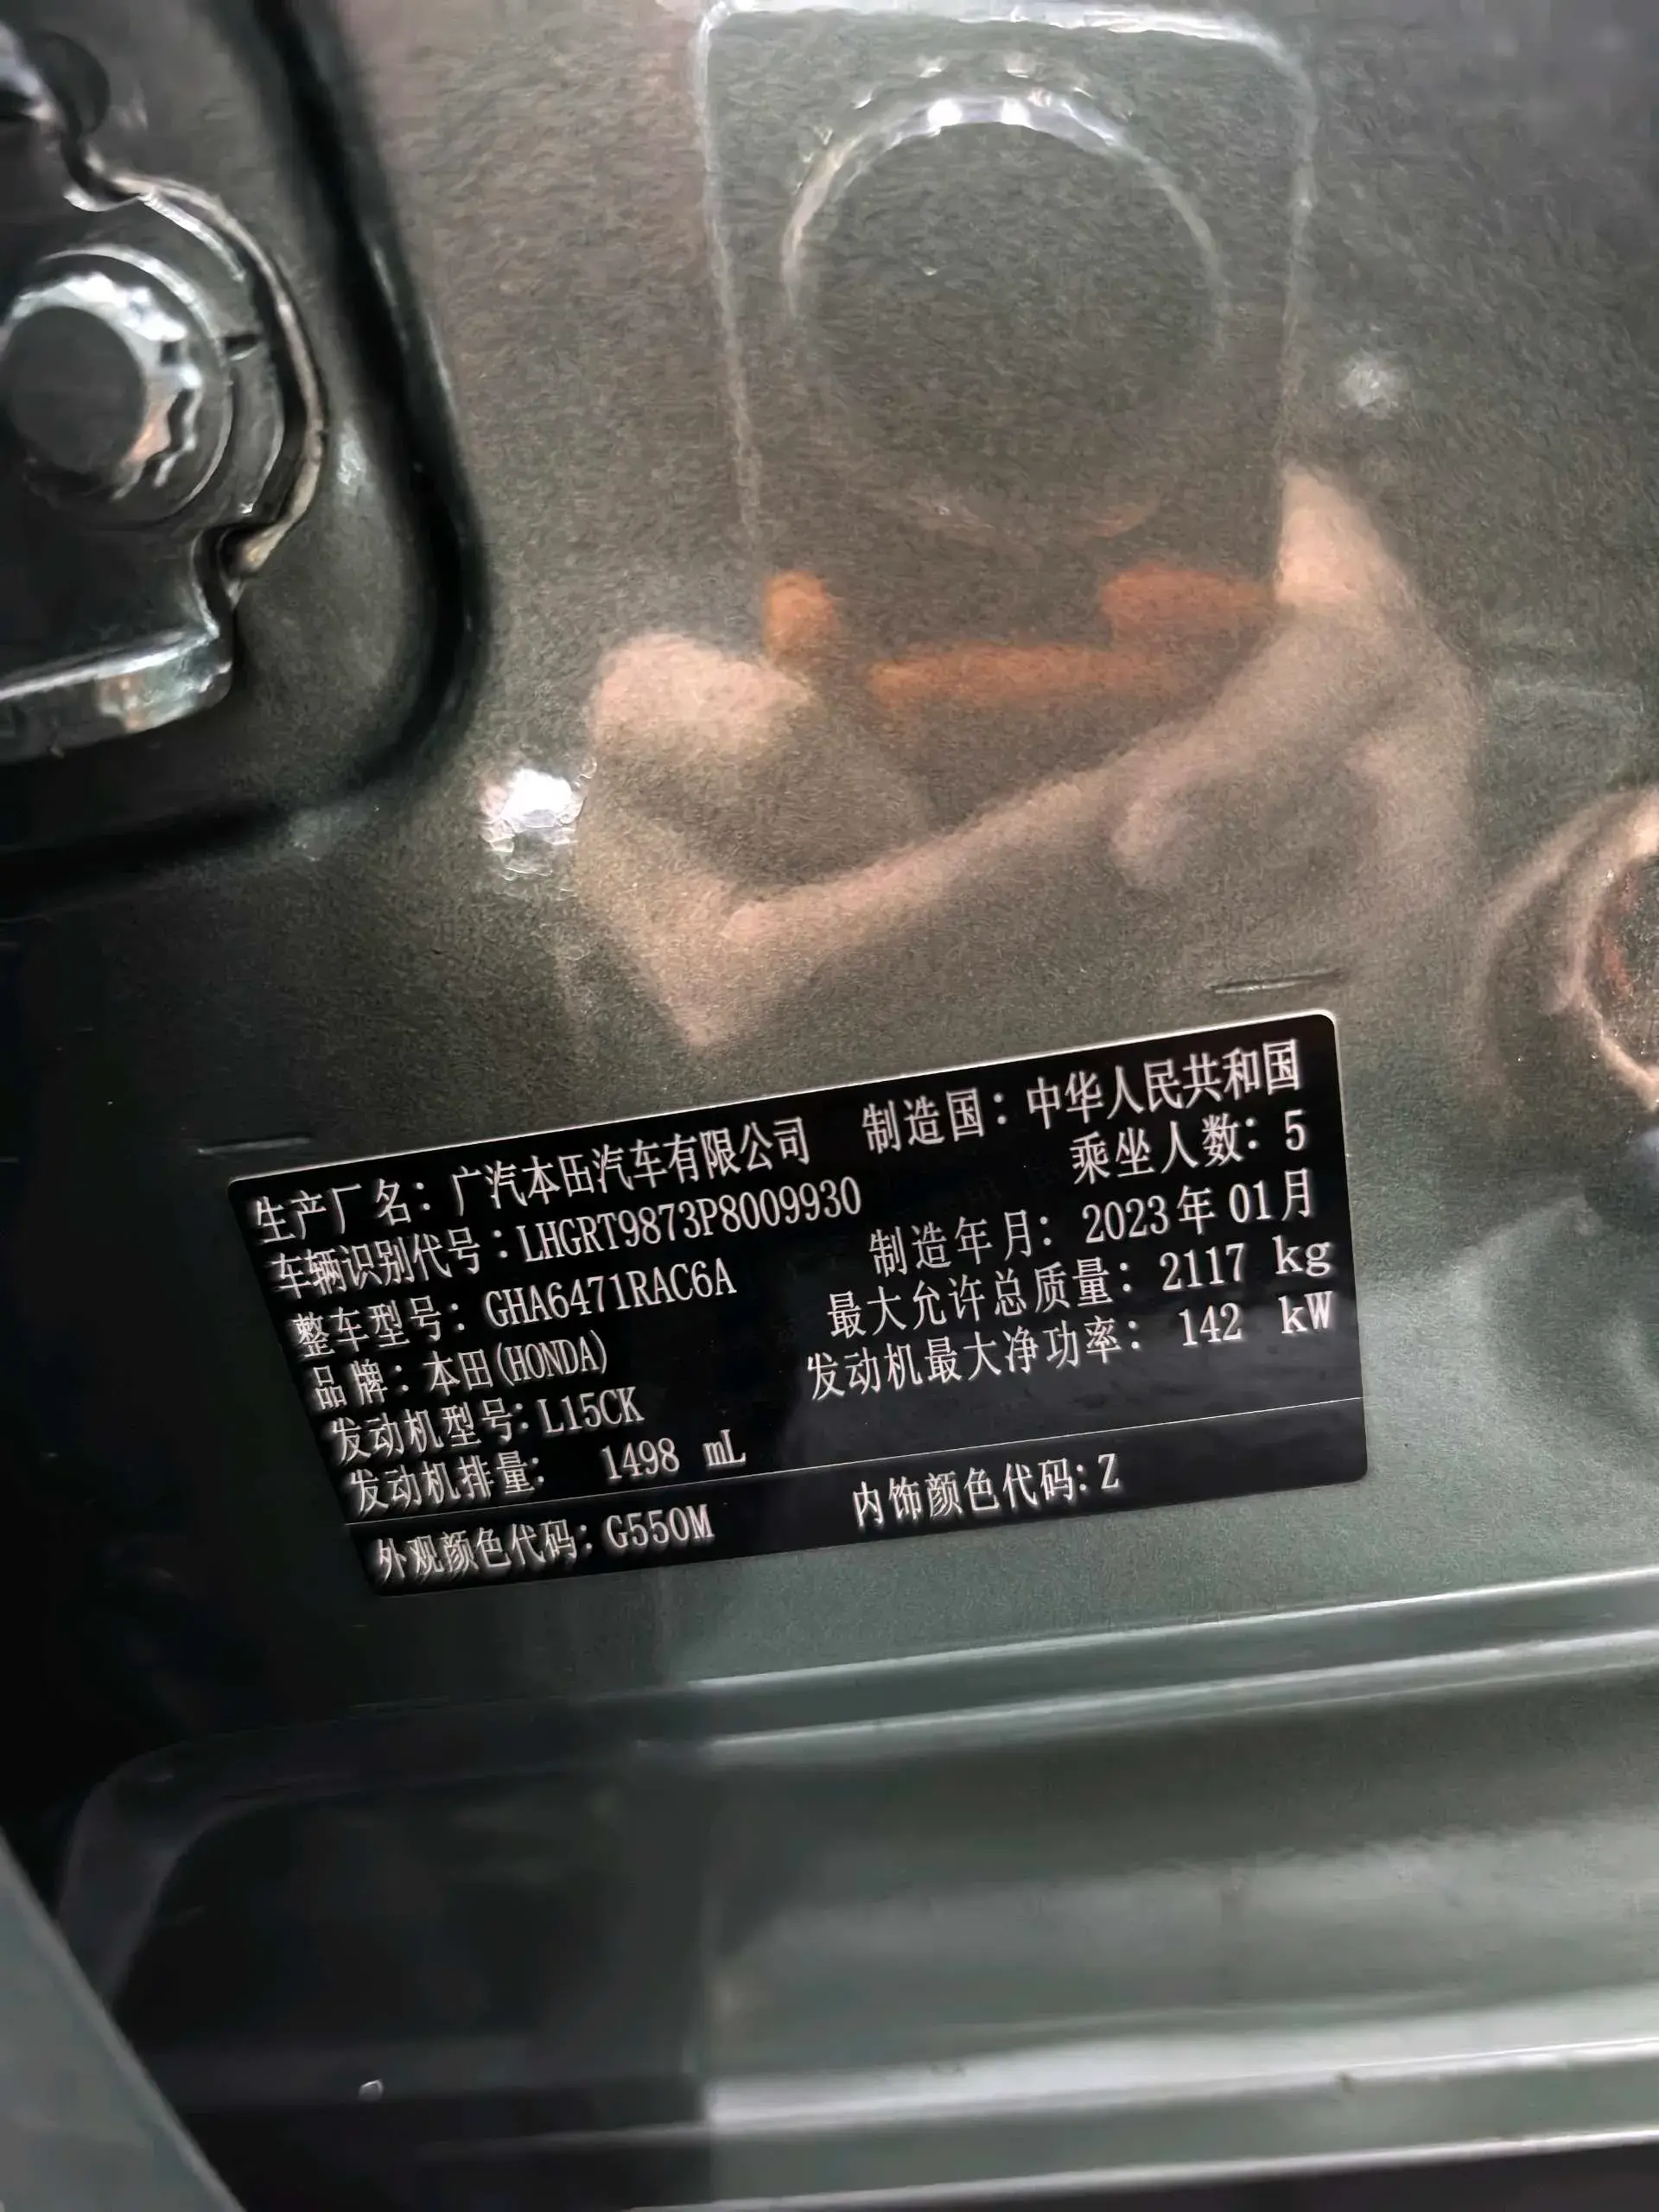 生产厂名：广汽本田汽车有限公司 制造国：中华人民共和国
车辆识别代号：LHGRT9873P8009930 乘坐人数：5
整车型号：GHA6471RAC6A 制造年月：2023年01月
品牌：本田(HONDA) 最大允许总质量：2117 kg
发动机型号：L15CK 发动机最大净功率：142 kW
发动机排量：1498 mL
外观颜色代码：G550M 内饰颜色代码：Z